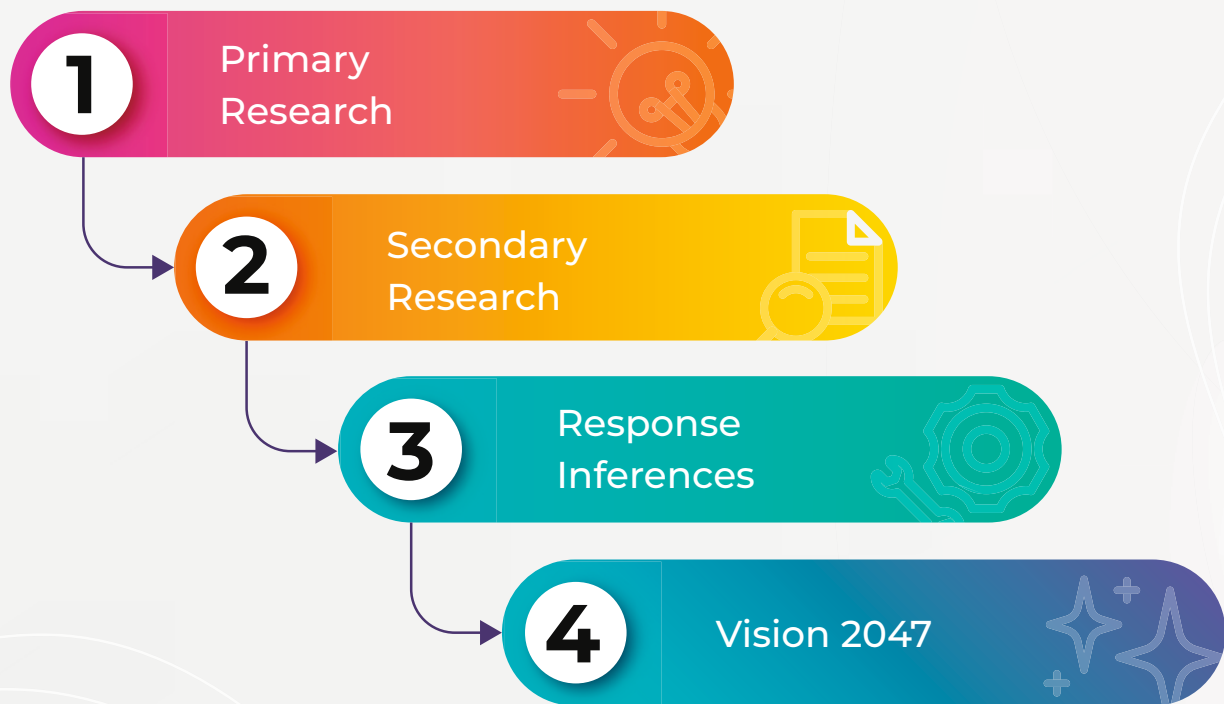 1
Primary
Research
2
Secondary
Research
3
Response
Inferences
4
Vision 2047